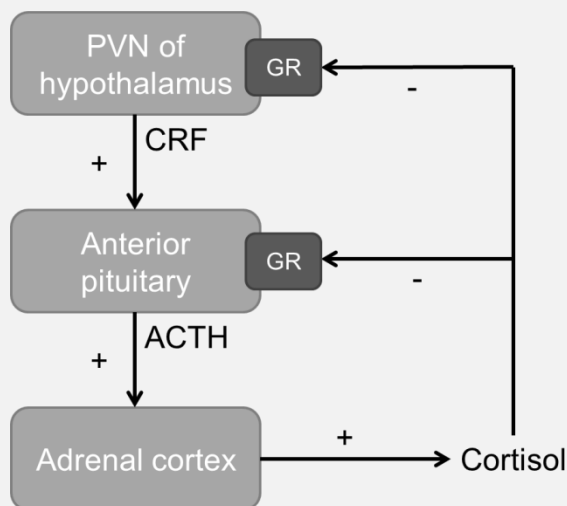 PVN of
hypothalamus
GR
-
CRF
+
Anterior
pituitary
GR
-
ACTH
+
Adrenal cortex
+
Cortisol